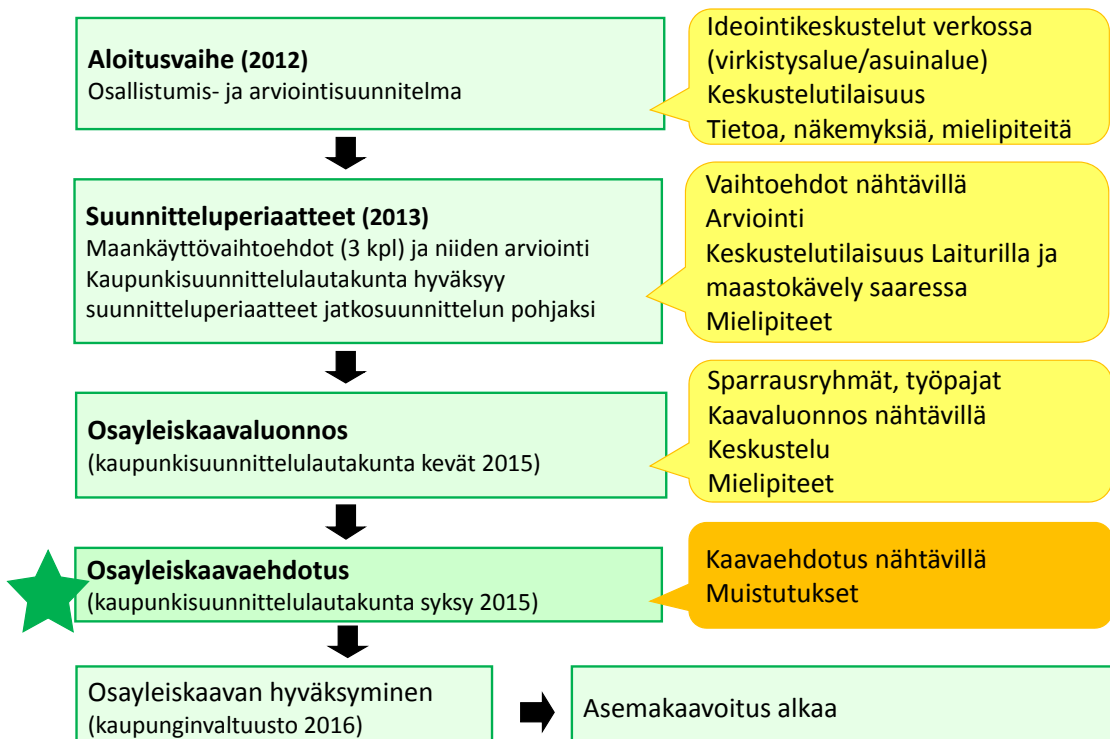 Aloitusvaihe (2012)
Osallistumis- ja arviointisuunnitelma
Ideointikeskustelut verkossa
(virkistysalue/asuinalue)
Keskustelutilaisuus
Tietoa, näkemyksiä, mielipiteitä
Suunnitteluperiaatteet (2013)
Maankäyttövaihtoehdot (3 kpl) ja niiden arviointi
Kaupunkisuunnittelulautakunta hyväksyy
suunnitteluperiaatteet jatkosuunnittelun pohjaksi
Vaihtoehdot nähtävillä
Arviointi
Keskustelutilaisuus Laiturilla ja
maastokävely saaressa
Mielipiteet
Osayleiskaavaluonnos
(kaupunkisuunnittelulautakunta kevät 2015)
Sparrausryhmät, työpajat
Kaavaluonnos nähtävillä
Keskustelu
Mielipiteet
Osayleiskaavaehdotus
(kaupunkisuunnittelulautakunta syksy 2015)
Kaavaehdotus nähtävillä
Muistutukset
Osayleiskaavan hyväksyminen
(kaupunginvaltuusto 2016)
Asemakaavoitus alkaa